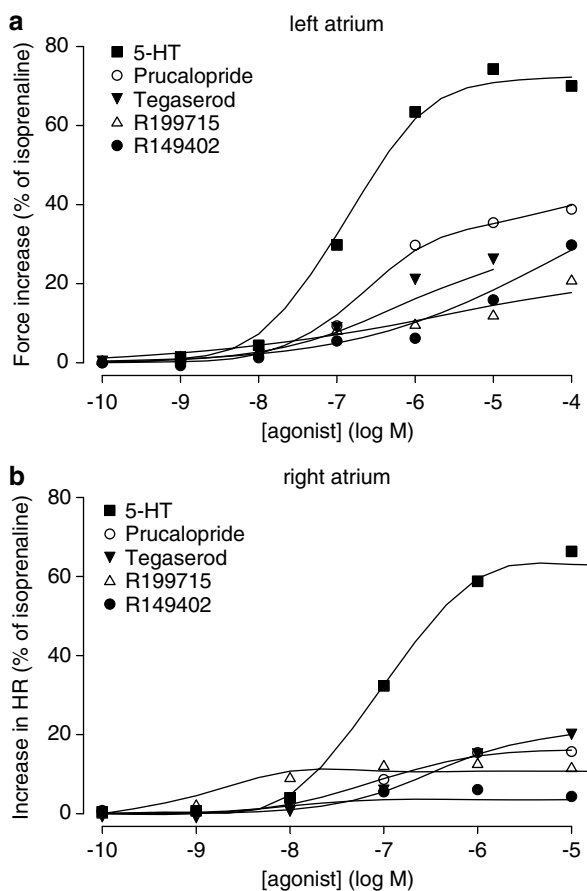 a
left atrium
80
60
40
20
0
Force increase (% of isoprenaline)
5-HT
Prucalopride
Tegaserod
R199715
R149402
-10 -9 -8 -7 -6 -5 -4
[agonist] (log M)
b
right atrium
80
60
40
20
0
Increase in HR (% of isoprenaline)
5-HT
Prucalopride
Tegaserod
R199715
R149402
-10 -9 -8 -7 -6 -5
[agonist] (log M)